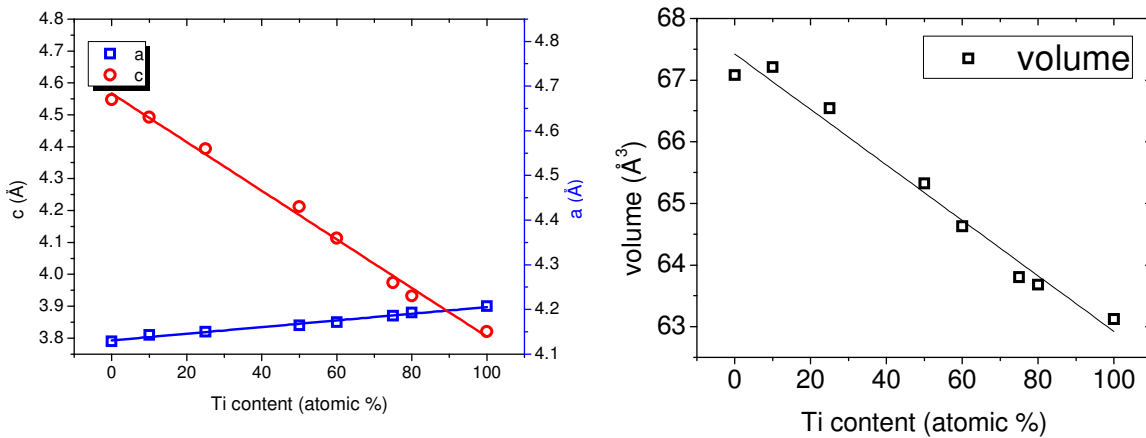 4.8
4.7
4.6
4.5
4.4
4.3
4.2
4.1
4.0
3.9
3.8
c (Å)
a
c
4.8
4.7
4.6
4.5
4.4
4.3
4.2
4.1
a (Å)
0 20 40 60 80 100
Ti content (atomic %)
68
67
66
65
64
63
volume (Å³)
volume
0 20 40 60 80 100
Ti content (atomic %)